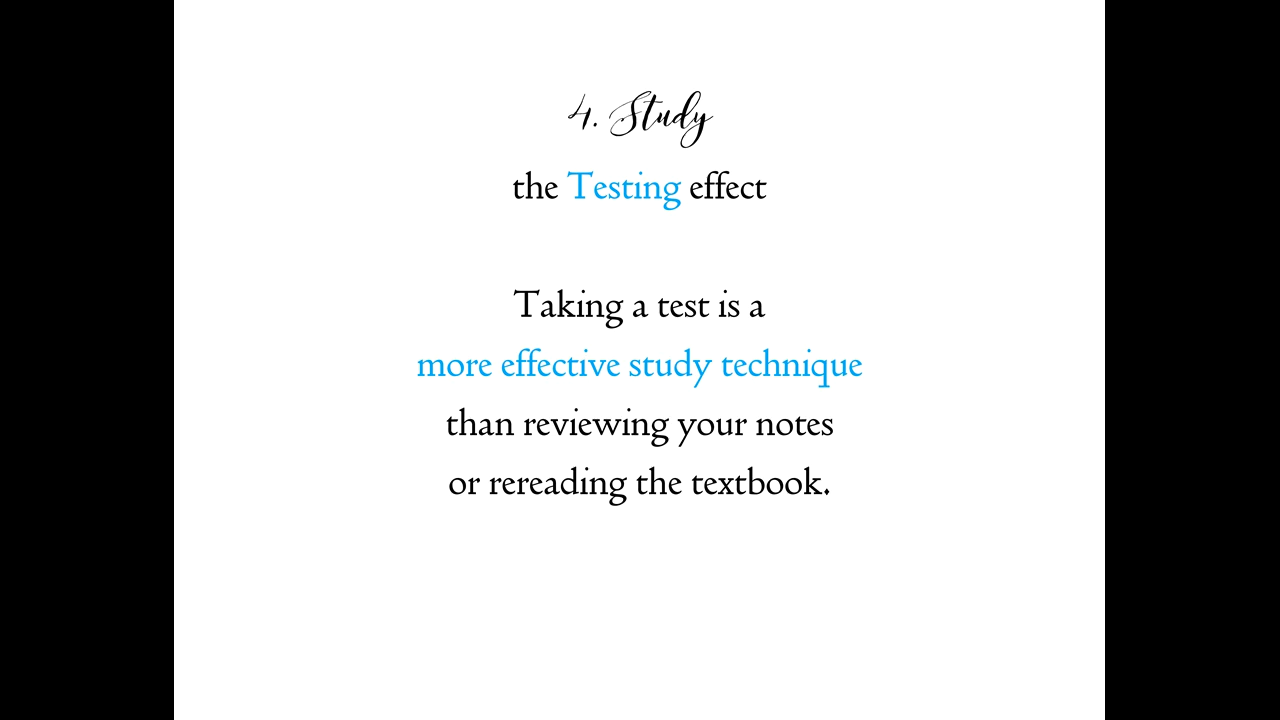 4. Study
the Testing effect
Taking a test is a
more effective study technique
than reviewing your notes
or rereading the textbook.